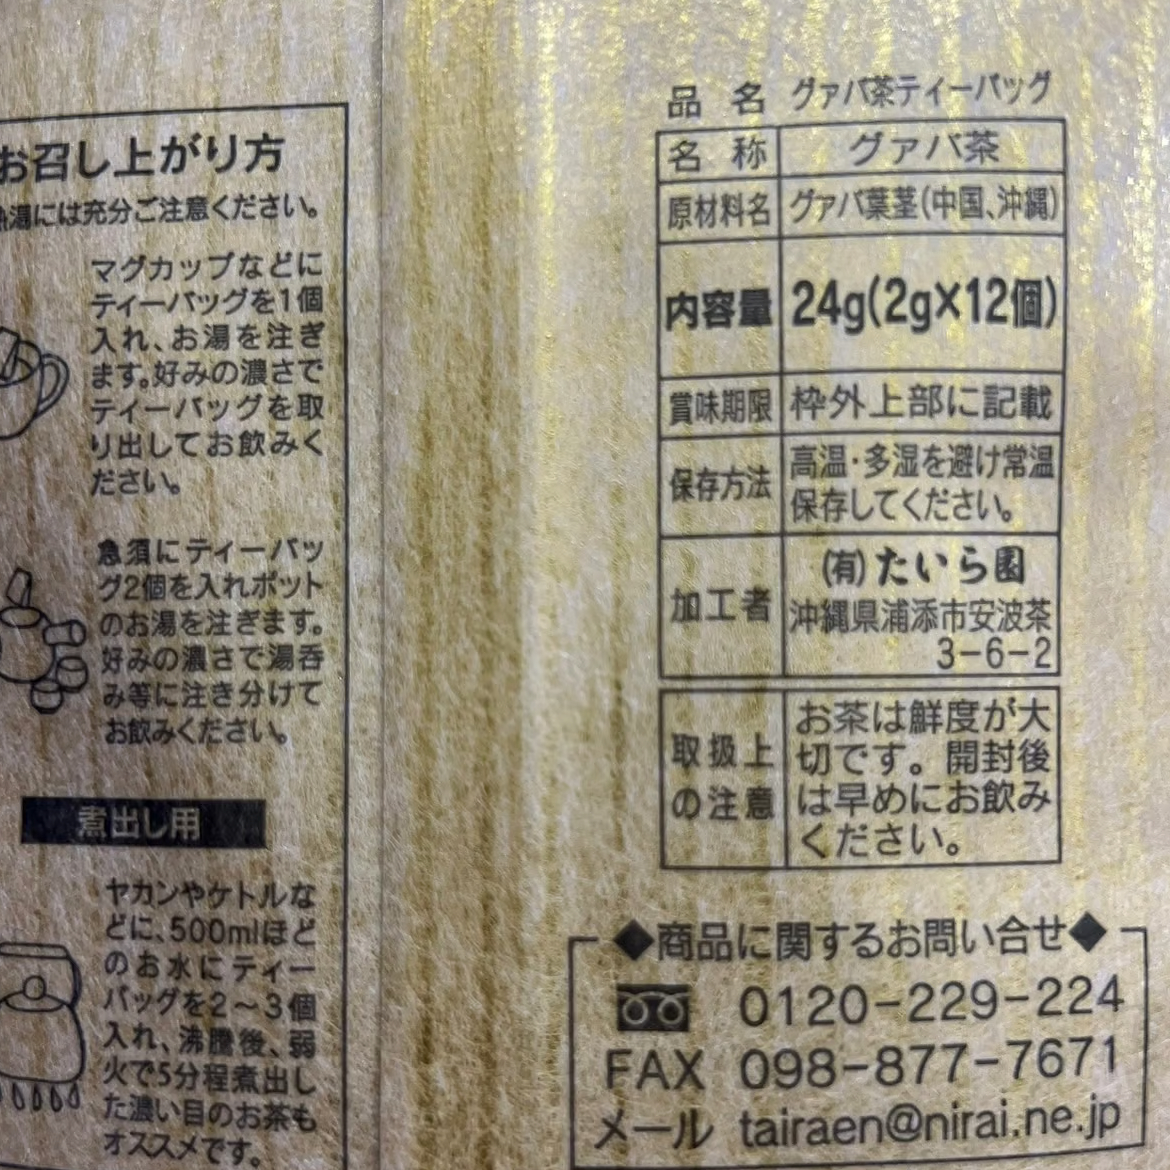 お召し上がり方
熱湯には充分ご注意ください。
マグカップなどに
ティーバッグを1個
入れ、お湯を注ぎ
ます。好みの濃さで
ティーバッグを取
り出してお飲みく
ださい。
急須にティーバッ
グ2個を入れポット
のお湯を注ぎます。
好みの濃さで湯呑
み等に注き分けて
お飲みください。
煮出し用
ヤカンやケトルな
どに、500mlほど
のお水にティー
バッグを2～3個
入れ、沸騰後、弱
火で5分程煮出し
た濃い目のお茶も
オススメです。
品名 グァバ茶ティーバッグ
名称 グァバ茶
原材料名 グァバ葉茎(中国、沖縄)
内容量 24g(2g×12個)
賞味期限 枠外上部に記載
保存方法 高温・多湿を避け常温
保存してください。
加工者 (有)たいら園
沖縄県浦添市安波茶
3-6-2
取扱上
の注意
お茶は鮮度が大
切です。開封後
は早めにお飲み
ください。
◆商品に関するお問い合せ◆
0120-229-224
FAX 098-877-7671
メール tairaen@nirai.ne.jp